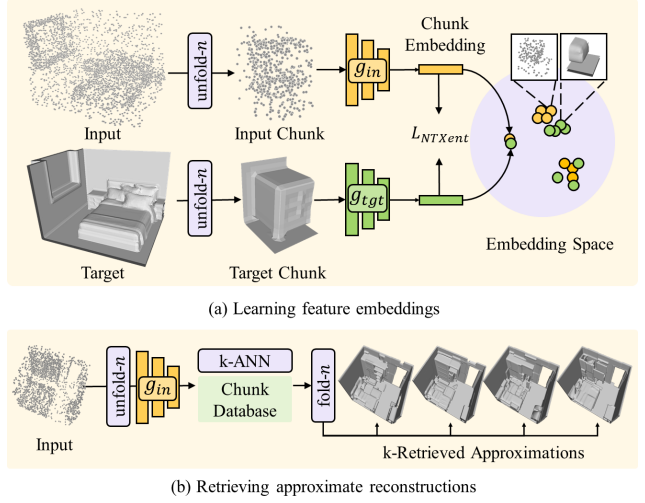 Input
unfold-n
Input Chunk
g_in
Chunk
Embedding
L_NTXent
Target
unfold-n
Target Chunk
g_tgt
Embedding Space
(a) Learning feature embeddings
Input
unfold-n
g_in
k-ANN
Chunk
Database
fold-n
k-Retrieved Approximations
(b) Retrieving approximate reconstructions